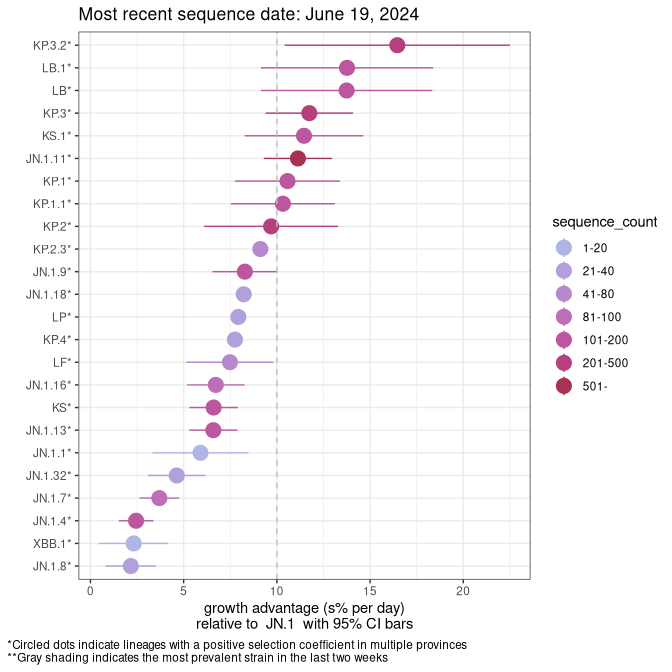 Most recent sequence date: June 19, 2024
KP.3.2*
LB.1*
LB*
KP.3*
KS.1*
JN.1.11*
KP.1*
KP.1.1*
KP.2*
KP.2.3*
JN.1.9*
JN.1.18*
LP*
KP.4*
LF*
JN.1.16*
KS*
JN.1.13*
JN.1.1*
JN.1.32*
JN.1.7*
JN.1.4*
XBB.1*
JN.1.8*
0 5 10 15 20
growth advantage (s% per day)
relative to JN.1 with 95% CI bars
sequence_count
1-20
21-40
41-80
81-100
101-200
201-500
501-
*Circled dots indicate lineages with a positive selection coefficient in multiple provinces
**Gray shading indicates the most prevalent strain in the last two weeks